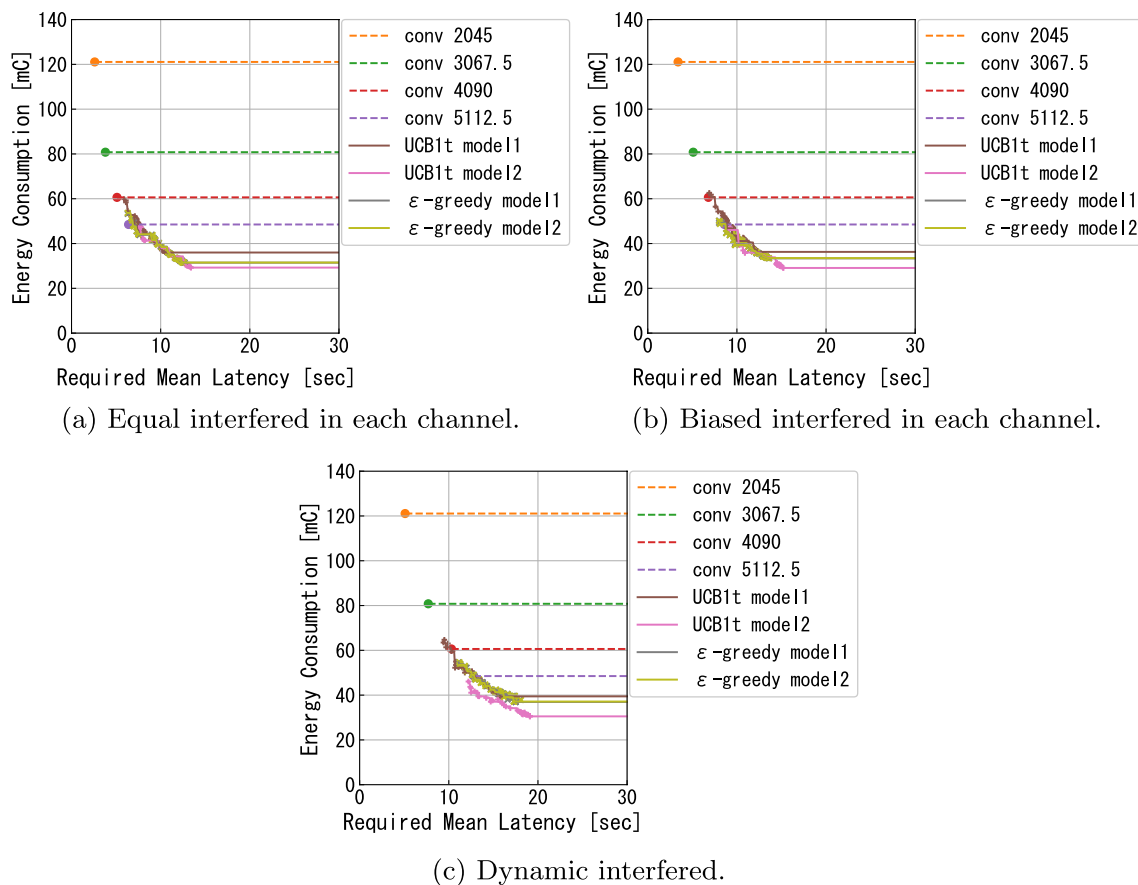 140
120
100
80
60
40
20
0
Energy Consumption [mC]
0 10 20 30
Required Mean Latency [sec]
conv 2045
conv 3067.5
conv 4090
conv 5112.5
UCB1t model1
UCB1t model2
ε-greedy model1
ε-greedy model2
(a) Equal interfered in each channel.
140
120
100
80
60
40
20
0
Energy Consumption [mC]
0 10 20 30
Required Mean Latency [sec]
conv 2045
conv 3067.5
conv 4090
conv 5112.5
UCB1t model1
UCB1t model2
ε-greedy model1
ε-greedy model2
(b) Biased interfered in each channel.
140
120
100
80
60
40
20
0
Energy Consumption [mC]
0 10 20 30
Required Mean Latency [sec]
conv 2045
conv 3067.5
conv 4090
conv 5112.5
UCB1t model1
UCB1t model2
ε-greedy model1
ε-greedy model2
(c) Dynamic interfered.